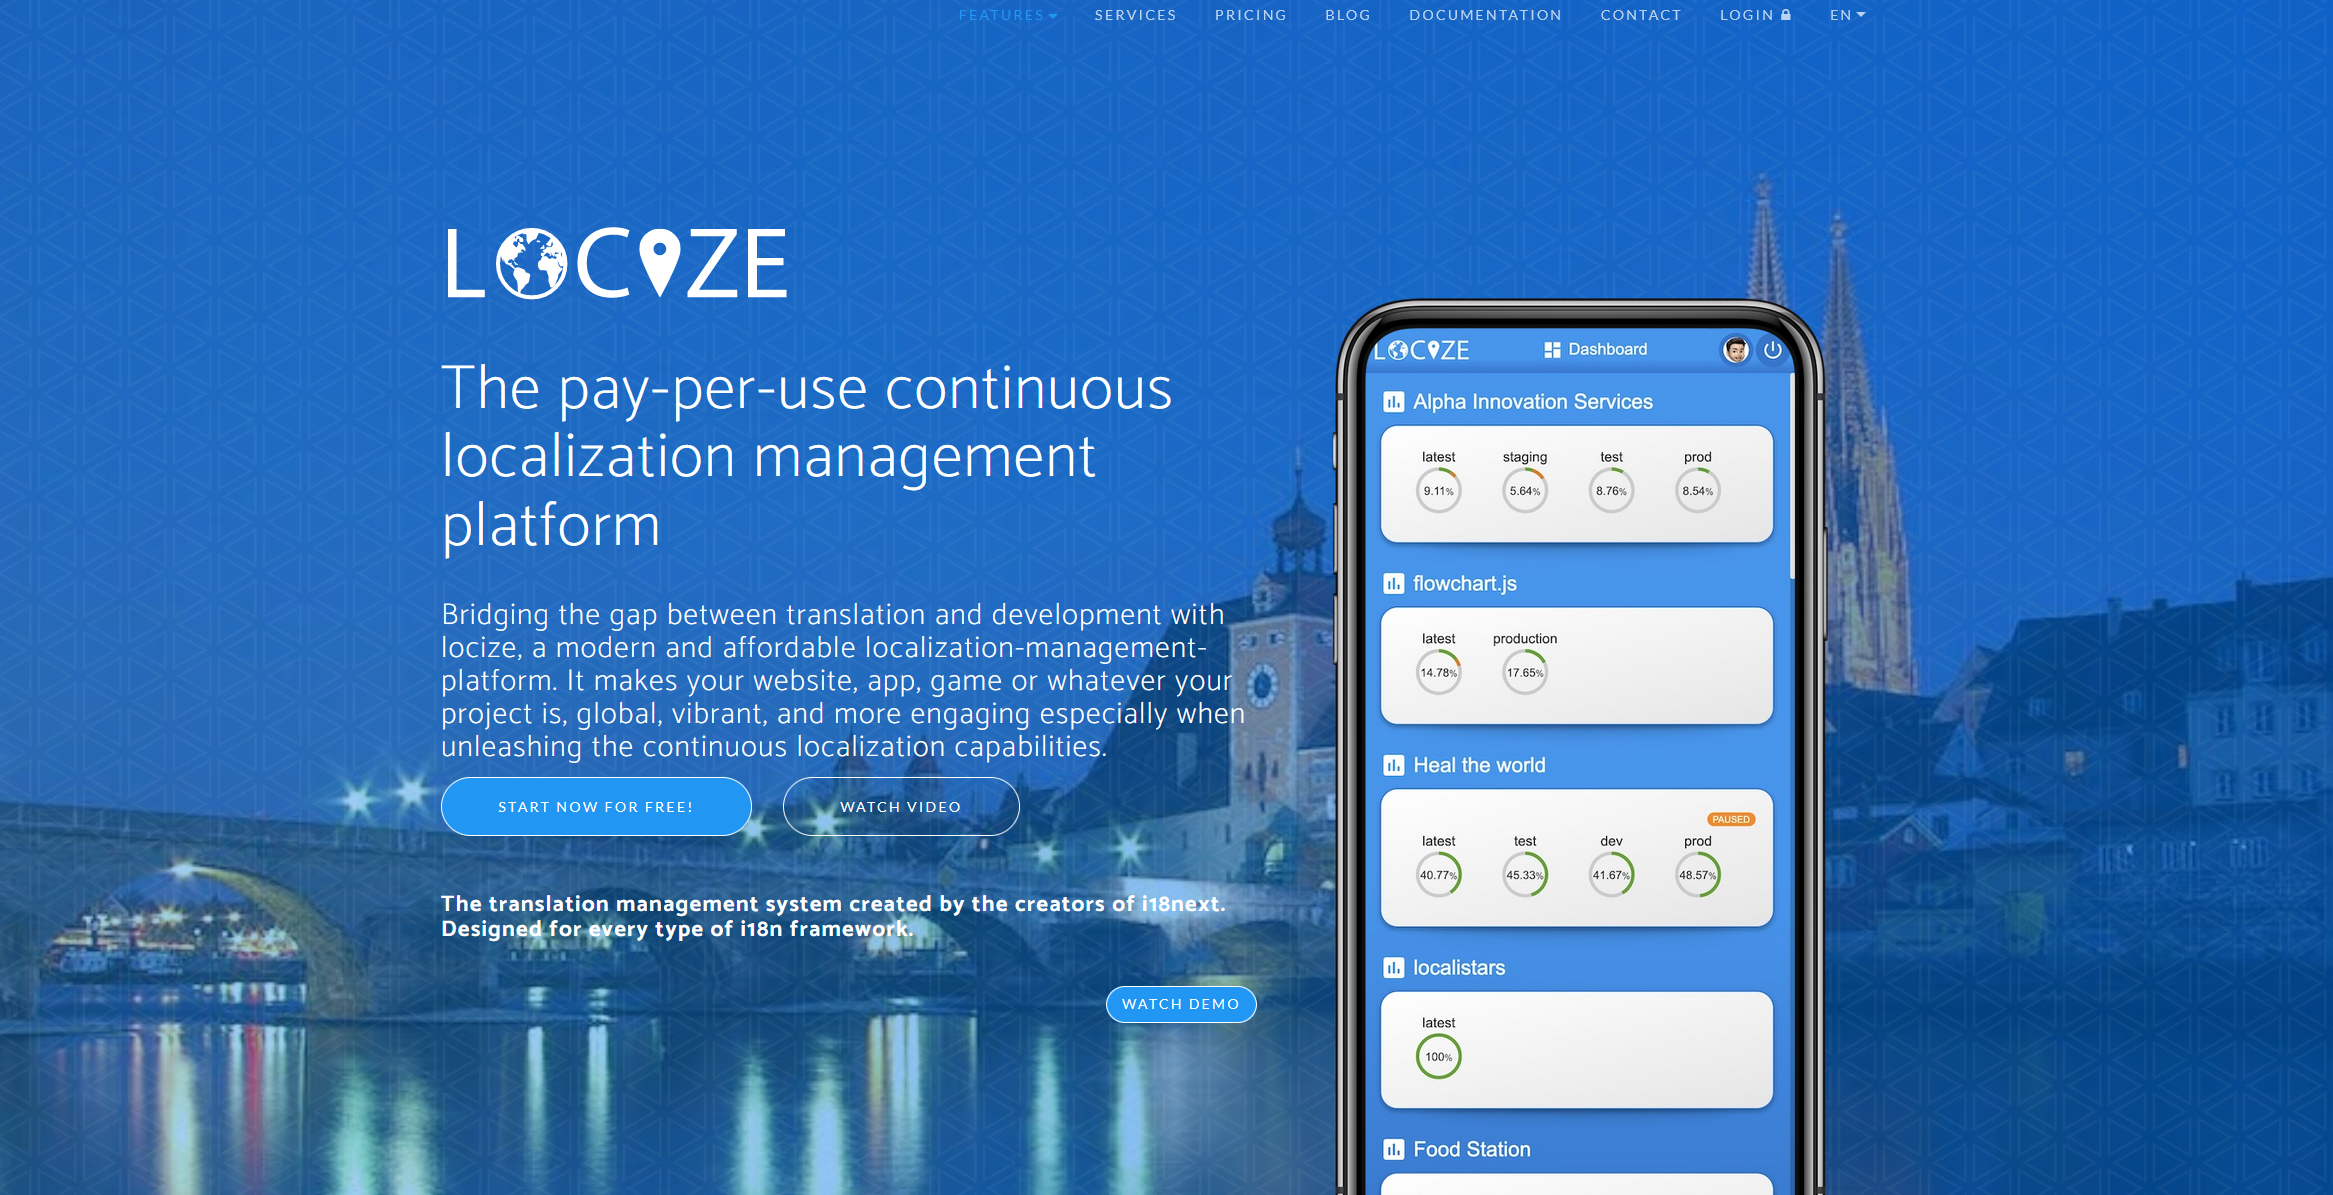 FEATURES SERVICES PRICING BLOG DOCUMENTATION CONTACT LOGIN EN
LOCIZE
The pay-per-use continuous
localization management
platform
Bridging the gap between translation and development with
locize, a modern and affordable localization-management-
platform. It makes your website, app, game or whatever your
project is, global, vibrant, and more engaging especially when
unleashing the continuous localization capabilities.
START NOW FOR FREE! WATCH VIDEO
The translation management system created by the creators of i18next.
Designed for every type of i18n framework.
WATCH DEMO
LOCIZE Dashboard
Alpha Innovation Services
latest staging test prod
9.11% 5.64% 8.76% 8.54%
flowchart.js
latest production
14.78% 17.65%
Heal the world
PAUSED
latest test dev prod
40.77% 45.33% 41.67% 48.57%
localistars
latest
100%
Food Station